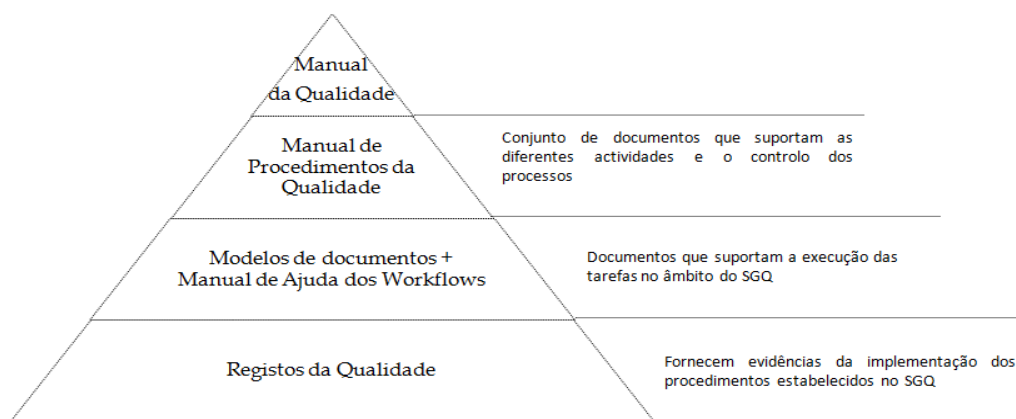 Manual
da Qualidade
Manual de
Procedimentos da
Qualidade
Conjunto de documentos que suportam as
diferentes actividades e o controlo dos
processos
Modelos de documentos +
Manual de Ajuda dos Workflows
Documentos que suportam a execução das
tarefas no âmbito do SGQ
Registos da Qualidade
Fornecem evidências da implementação dos
procedimentos estabelecidos no SGQ